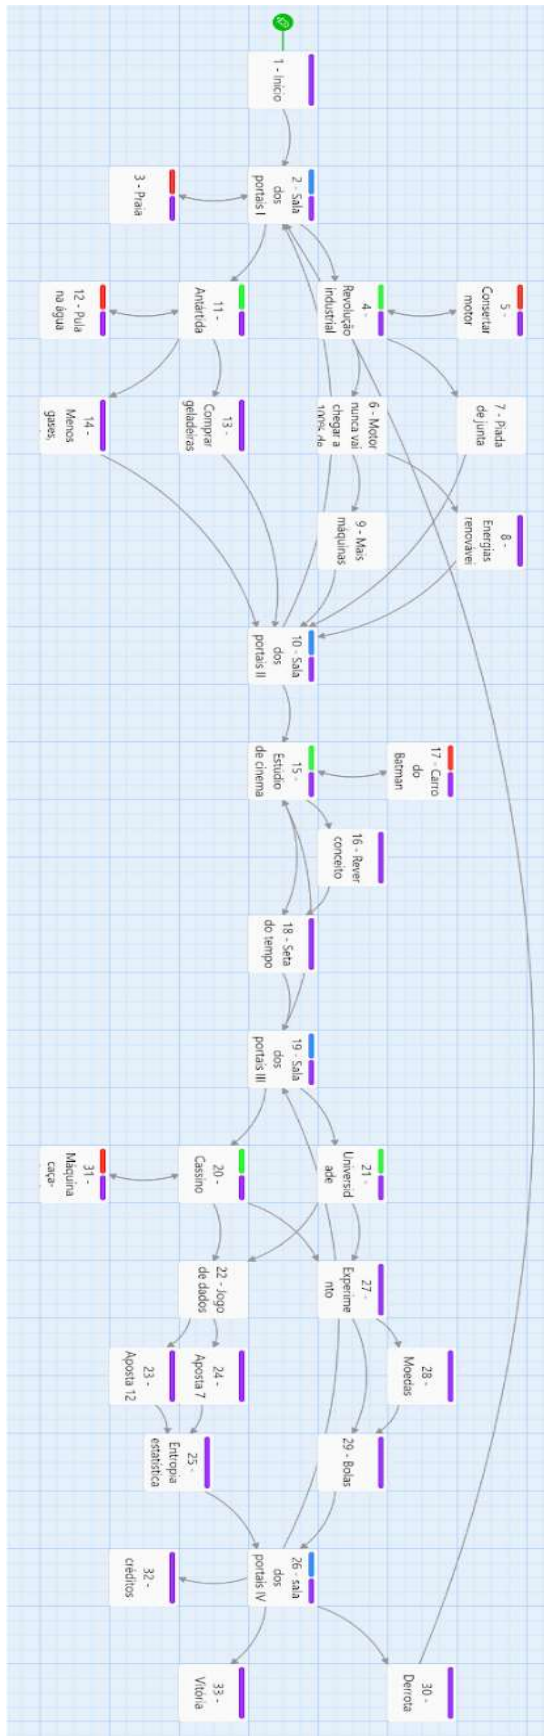 1 - Início
2 - Sala
dos
portais I
3 - Praia
4 -
Revolução
industrial
5 -
Consertar
motor
11 -
Antártida
12 - Pula
na água
6 - Motor
nunca vai
chegar a
100% de
7 - Piada
de junta
13 -
Comprar
geladeiras
14 -
Menos
gases,
9 - Mais
máquinas
8 -
Energias
renovávei
10 - Sala
dos
portais II
15 -
Estúdio
de cinema
17 - Carro
do
Batman
16 - Rever
conceito
18 - Seta
do tempo
19 - Sala
dos
portais III
21 -
Universid
ade
20 -
Cassino
31 -
Máquina
caça-
27 -
Experime
nto
22 - Jogo
de dados
28 -
Moedas
24 -
Aposta 7
23 -
Aposta 12
29 - Bolas
25 -
Entropia
estatística
26 - sala
dos
portais IV
32 -
créditos
30 -
Derrota
33 -
Vitória